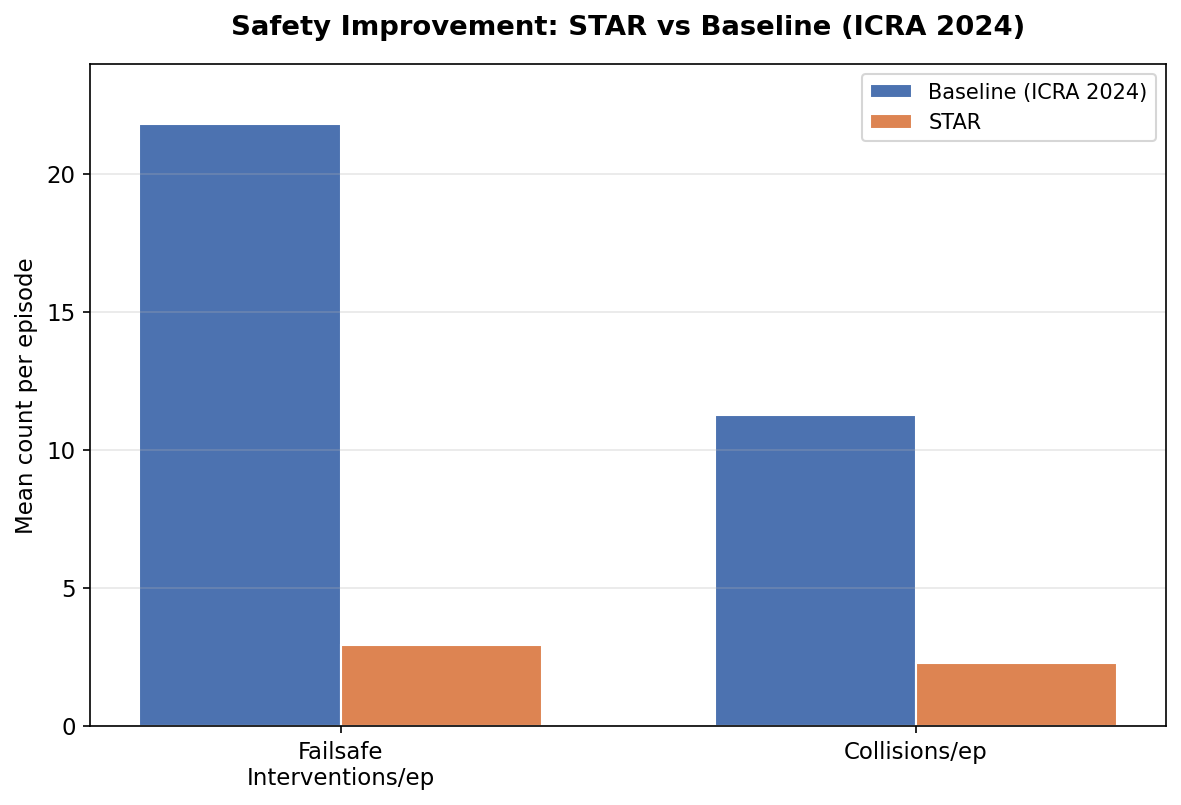 Safety Improvement: STAR vs Baseline (ICRA 2024)
Baseline (ICRA 2024)
STAR
Mean count per episode
20
15
10
5
0
Failsafe
Interventions/ep
Collisions/ep